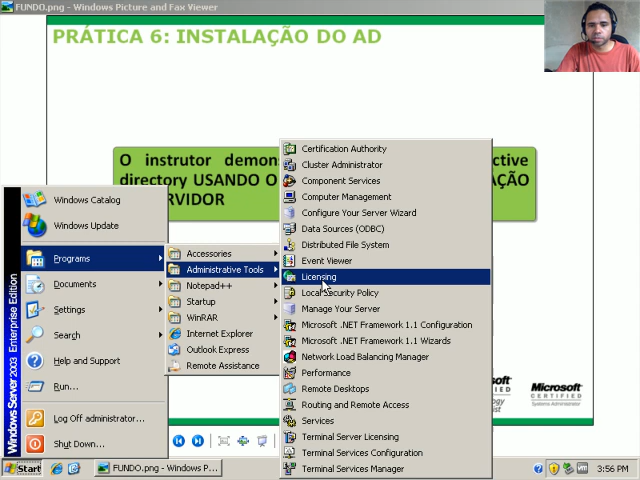 FUNDO.png - Windows Picture and Fax Viewer
PRÁTICA 6: INSTALAÇÃO DO AD
O instrutor demons
ctive
directory USANDO O
AÇÃO
RVIDOR
Windows Server 2003 Enterprise Edition
Windows Catalog
Windows Update
Programs
Documents
Settings
Search
Help and Support
Run...
Log Off administrator...
Shut Down...
Accessories
Administrative Tools
Notepad++
Startup
WinRAR
Internet Explorer
Outlook Express
Remote Assistance
Certification Authority
Cluster Administrator
Component Services
Computer Management
Configure Your Server Wizard
Data Sources (ODBC)
Distributed File System
Event Viewer
Licensing
Local Security Policy
Manage Your Server
Microsoft .NET Framework 1.1 Configuration
Microsoft .NET Framework 1.1 Wizards
Network Load Balancing Manager
Performance
Remote Desktops
Routing and Remote Access
Services
Terminal Server Licensing
Terminal Services Configuration
Terminal Services Manager
Microsoft
CERTIFIED
Systems Administrator
Start
FUNDO.png - Windows P...
3:56 PM